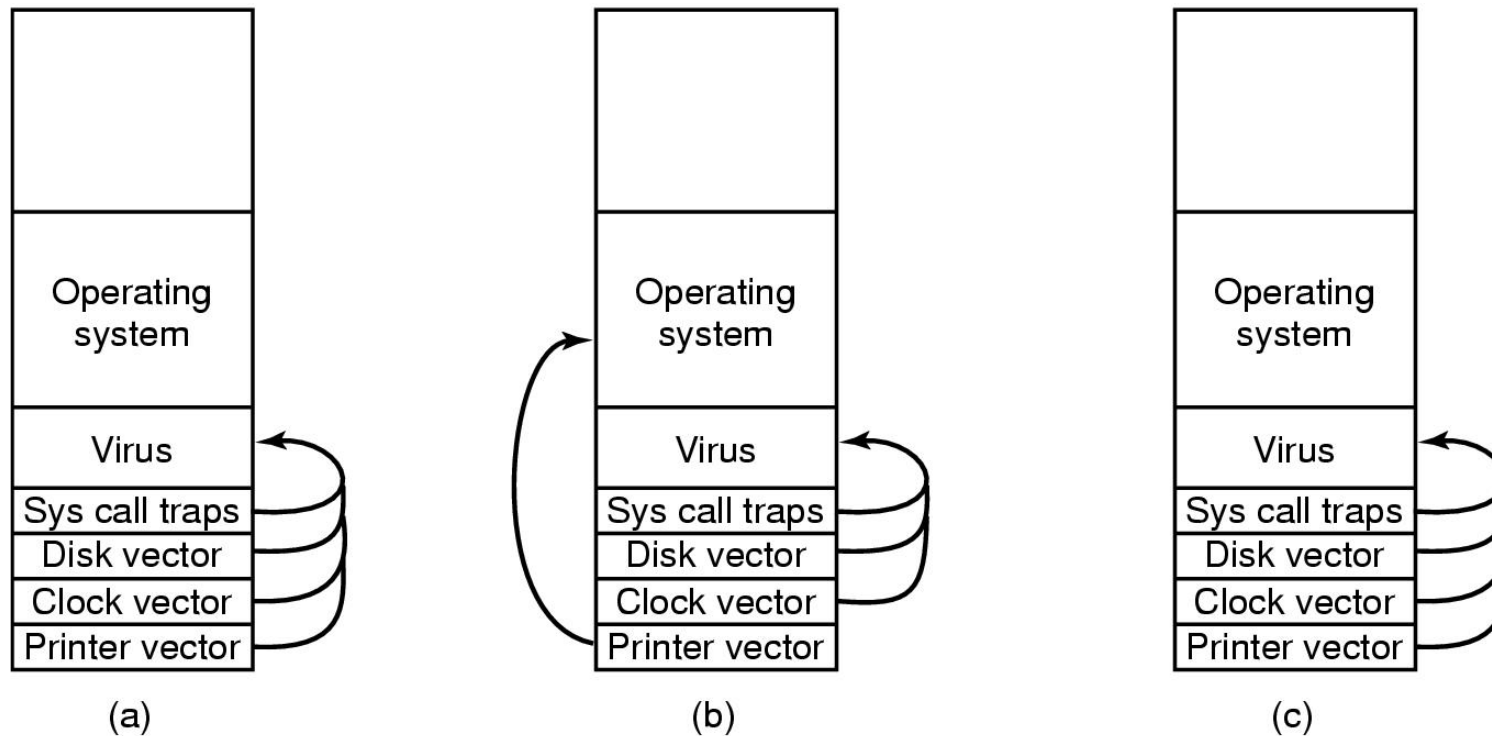 Operating
system
Virus
Sys call traps
Disk vector
Clock vector
Printer vector
(a)
Operating
system
Virus
Sys call traps
Disk vector
Clock vector
Printer vector
(b)
Operating
system
Virus
Sys call traps
Disk vector
Clock vector
Printer vector
(c)